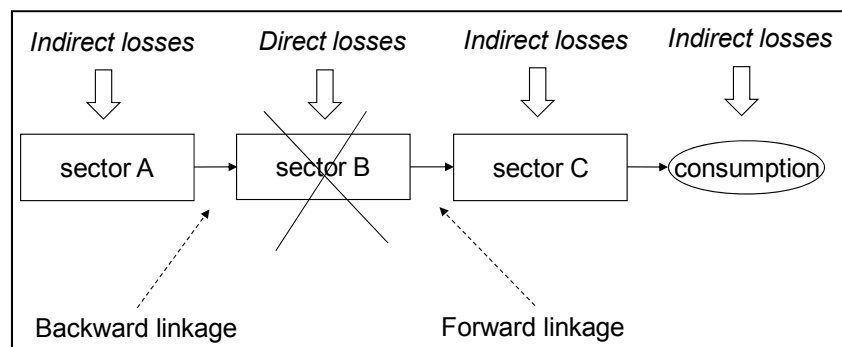 Indirect losses Direct losses Indirect losses Indirect losses
sector A sector B sector C consumption
Backward linkage Forward linkage